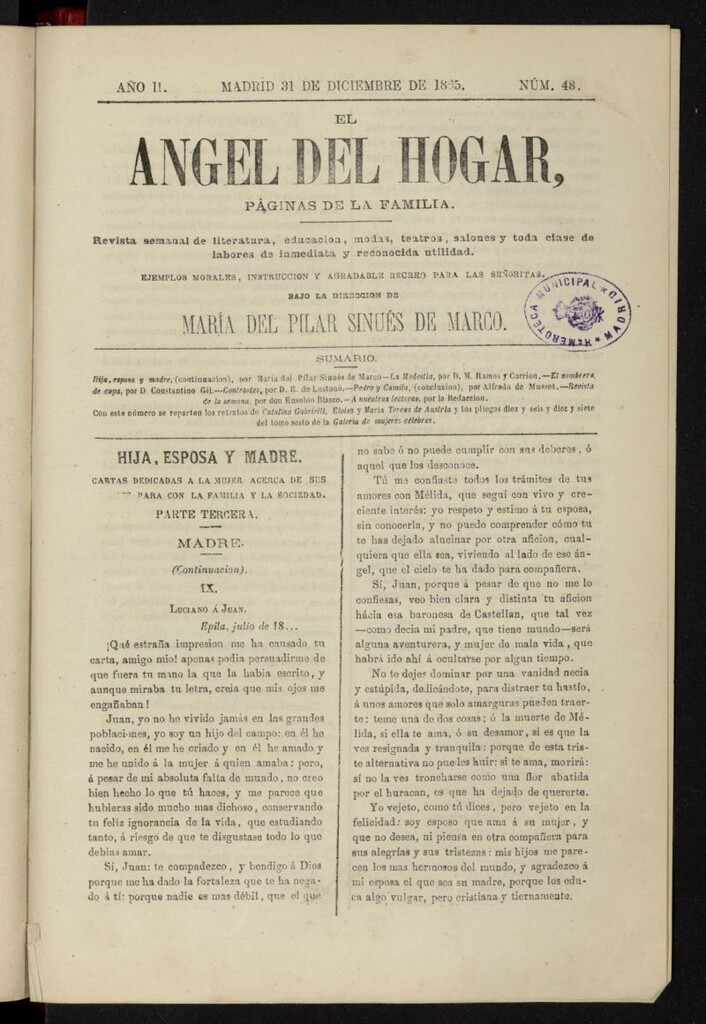 AÑO II. MADRID 31 DE DICIEMBRE DE 1865. NÚM. 48.
EL
ANGEL DEL HOGAR,
PÁGINAS DE LA FAMILIA.
Revista semanal de literatura, educacion, modas, teatros, salones y toda clase de
labores de inmediata y reconocida utilidad.
EJEMPLOS MORALES, INSTRUCCION Y AGRADABLE RECREO PARA LAS SEÑORITAS.
BAJO LA DIRECCION DE
MARÍA DEL PILAR SINUÉS DE MARCO.
HEMEROTECA MUNICIPAL MADRID
SUMARIO.
Hija, esposa y madre, (continuacion), por María del Pilar Sinués de Marco—La Modestia, por D. M. Ramos y Carrion.—El sombrero
de copa, por D Constantino Gil.—Contrastes, por D. E. de Lustonó.—Pedro y Camila, (conclusion), por Alfredo de Musset.—Revista
de la semana, por don Eusebio Blasco.—A nuestros lectores, por la Redaccion.
Con este número se reparten los retratos de Catalina Gabrielli, Eloisa y María Teresa de Austria y los pliegos diez y seis y diez y siete
del tomo sesto de la Galería de mujeres célebres.
HIJA, ESPOSA Y MADRE.
CARTAS DEDICADAS A LA MUJER ACERCA DE SUS
PARA CON LA FAMILIA Y LA SOCIEDAD.
PARTE TERCERA.
MADRE.
(Continuacion).
IX.
LUCIANO Á JUAN.
Epila, julio de 18...
¡Qué estraña impresion me ha causado tu
carta, amigo mio! apenas podia persuadirme de
que fuera tu mano la que la habia escrito, y
aunque miraba tu letra, creia que mis ojos me
engañaban!
Juan, yo no he vivido jamás en las grandes
poblaciones, yo soy un hijo del campo: en él he
nacido, en él me he criado y en él he amado y
me he unido á la mujer á quien amaba: pero,
á pesar de mi absoluta falta de mundo, no creo
bien hecho lo que tú haces, y me parece que
hubieras sido mucho mas dichoso, conservando
tu feliz ignorancia de la vida, que estudiando
tanto, á riesgo de que te disgustase todo lo que
debias amar.
Sí, Juan: te compadezco, y bendigo á Dios
porque me ha dado la fortaleza que te ha nega-
do á tí: porque nadie es mas débil, que el que
no sabe ó no puede cumplir con sus deberes, ó
aquel que los desconoce.
Tú me confiaste todos los trámites de tus
amores con Mélida, que seguí con vivo y cre-
ciente interés: yo respeto y estimo á tu esposa,
sin conocerla, y no puedo comprender cómo tu
te has dejado alucinar por otra aficion, cual-
quiera que ella sea, viviendo al lado de ese án-
gel, que el cielo te ha dado para compañera.
Sí, Juan, porque á pesar de que no me lo
confiesas, veo bien clara y distinta tu aficion
hácia esa baronesa de Castellan, que tal vez
—como decia mi padre, que tiene mundo—será
alguna aventurera, y mujer de mala vida, que
habrá ido ahí á ocultarse por algun tiempo.
No te dejes dominar por una vanidad necia
y estúpida, dedicándote, para distraer tu hastío,
á unos amores que solo amarguras pueden traer-
te: teme una de dos cosas; ó la muerte de Mé-
lida, si ella te ama, ó su desamor, si es que la
ves resignada y tranquila: porque de esta tris-
te alternativa no puedes huir: si te ama, morirá:
si no la ves troncharse como una flor abatida
por el huracan, es que ha dejado de quererte.
Yo vejeto, como tú dices, pero vejeto en la
felicidad: soy esposo que ama á su mujer, y
que no desea, ni piensa en otra compañera para
sus alegrías y sus tristezas: mis hijos me pare-
cen los mas hermosos del mundo, y agradezco á
mi esposa el que sea su madre, porque los edu-
ca algo vulgar, pero cristiana y tiernamente.